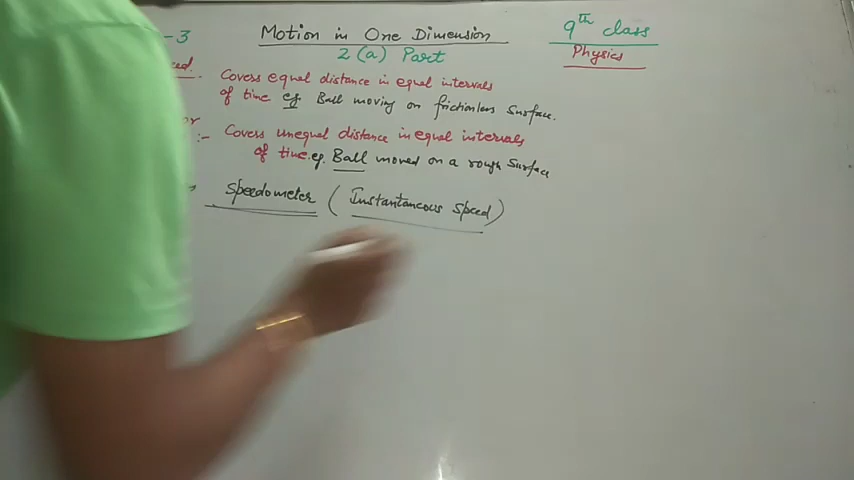 -3 Motion in One Dimension 9th class
2 (a) Part Physics
Covers equal distance in equal intervals
of time eg. Ball moving on frictionless surface.
or
:- Covers unequal distance in equal intervals
of time. eg. Ball moved on a rough surface
Speedometer (Instantaneous Speed)